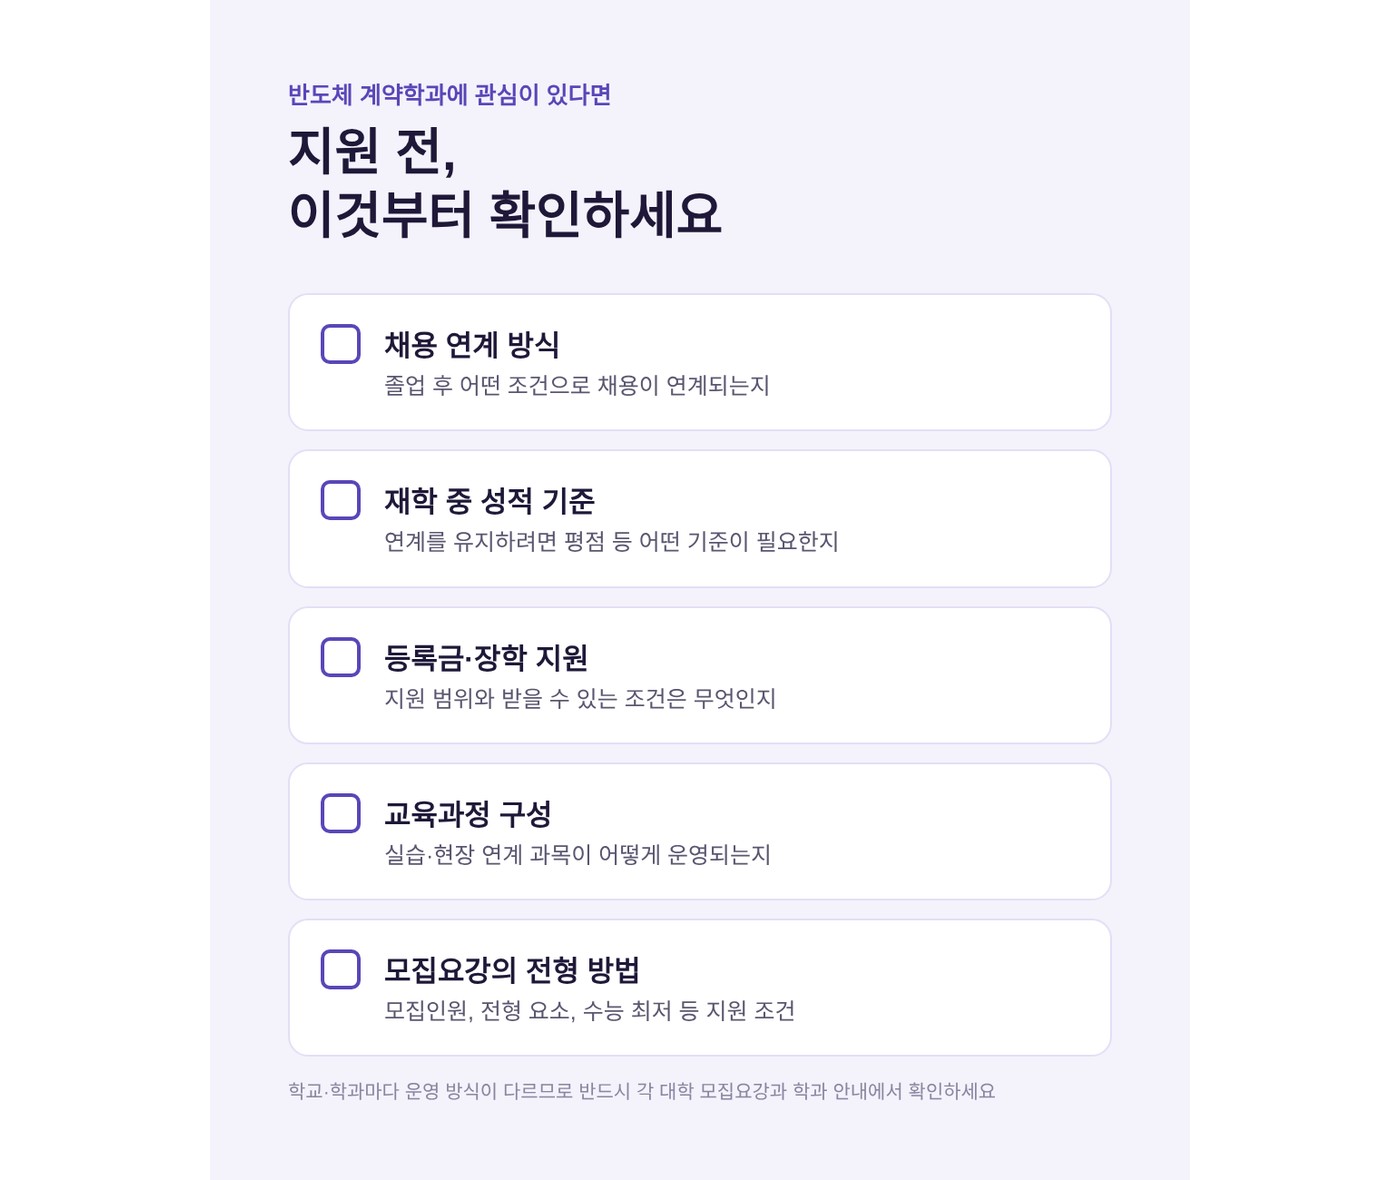 반도체 계약학과에 관심이 있다면
지원 전,
이것부터 확인하세요
채용 연계 방식
졸업 후 어떤 조건으로 채용이 연계되는지
재학 중 성적 기준
연계를 유지하려면 평점 등 어떤 기준이 필요한지
등록금·장학 지원
지원 범위와 받을 수 있는 조건은 무엇인지
교육과정 구성
실습·현장 연계 과목이 어떻게 운영되는지
모집요강의 전형 방법
모집인원, 전형 요소, 수능 최저 등 지원 조건
학교·학과마다 운영 방식이 다르므로 반드시 각 대학 모집요강과 학과 안내에서 확인하세요